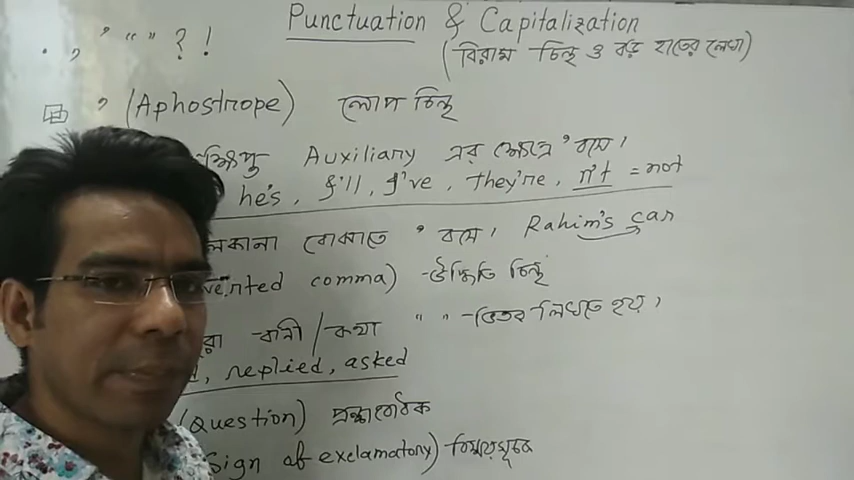 Punctuation & Capitalization
. , ’ “ ” ? !
(বিরাম চিহ্ন ও বড় হাতের লেখা)
’ (Aphostrope) লোপ চিহ্ন
Auxiliary এর ক্ষেত্রে ’ বসে।
he's, I'll, I've, they're, n't = not
বোঝাতে ’ বসে। Rahim's car
comma) - উদ্ধৃতি চিহ্ন
বানী / কথা “ ” - ভিতর লিখতে হয়।
, replied, asked
(Question) প্রশ্নবোধক
Sign of exclamatory) বিস্ময়সূচক